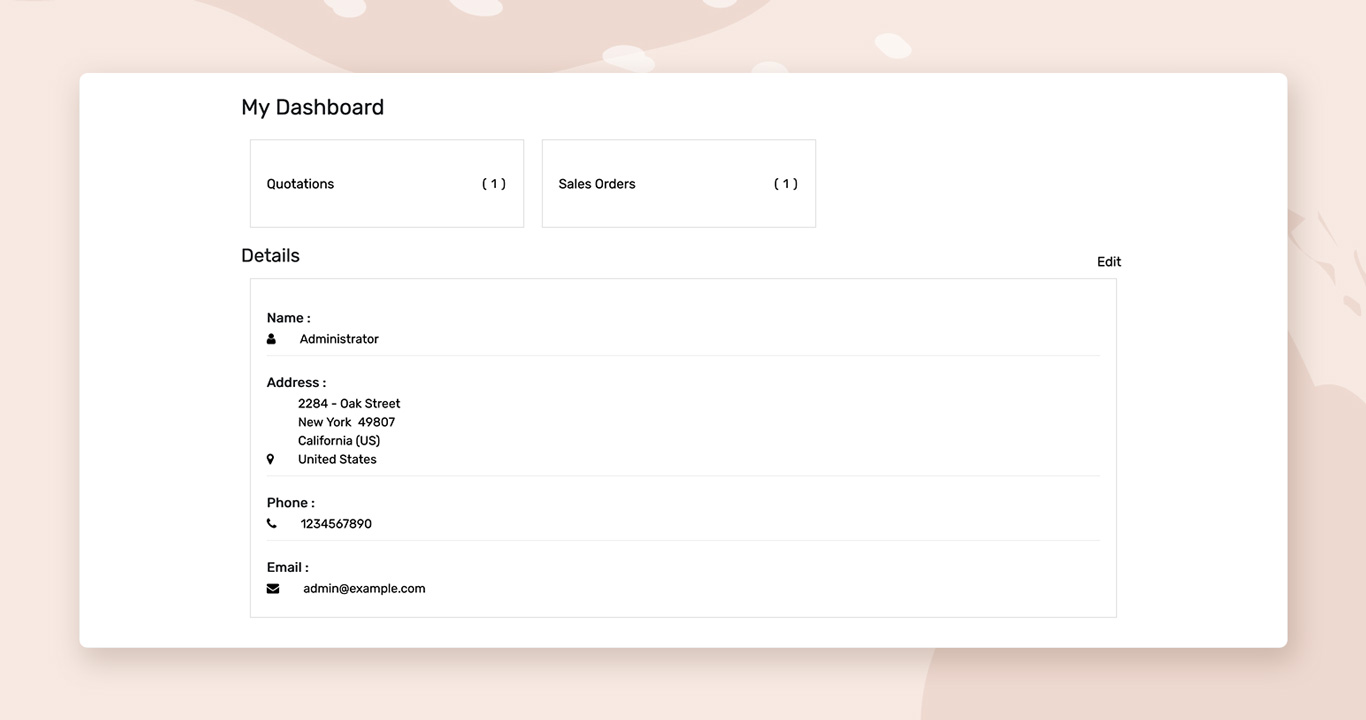 My Dashboard
Quotations ( 1 )
Sales Orders ( 1 )
Details
Edit
Name :
Administrator
Address :
2284 - Oak Street
New York 49807
California (US)
United States
Phone :
1234567890
Email :
admin@example.com